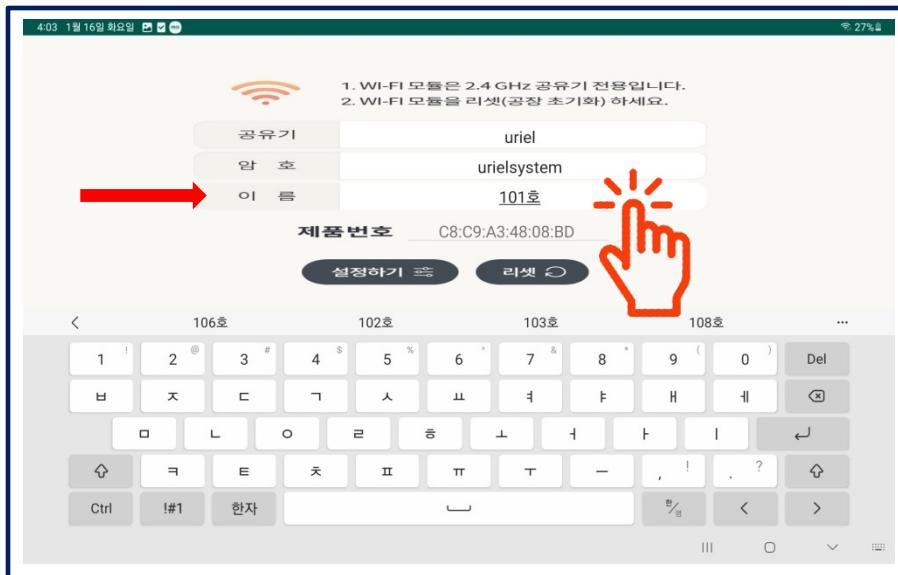 4:03 1월 16일 화요일
27%
1. WI-FI 모듈은 2.4 GHz 공유기 전용입니다.
2. WI-FI 모듈을 리셋(공장 초기화) 하세요.
공유기 uriel
암 호 urielsystem
이 름 101호
제품번호 C8:C9:A3:48:08:BD
설정하기 리셋
< 106호 102호 103호 108호 ...
1 ! 2 @ 3 # 4 $ 5 % 6 ^ 7 & 8 * 9 ( 0 ) Del
ㅂ ㅈ ㄷ ㄱ ㅅ ㅛ ㅕ ㅑ ㅐ ㅔ
ㅁ ㄴ ㅇ ㄹ ㅎ ㅗ ㅓ ㅏ ㅣ
ㅋ ㅌ ㅊ ㅍ ㅠ ㅜ ㅡ , ! . ?
Ctrl !#1 한자 한/영 < >